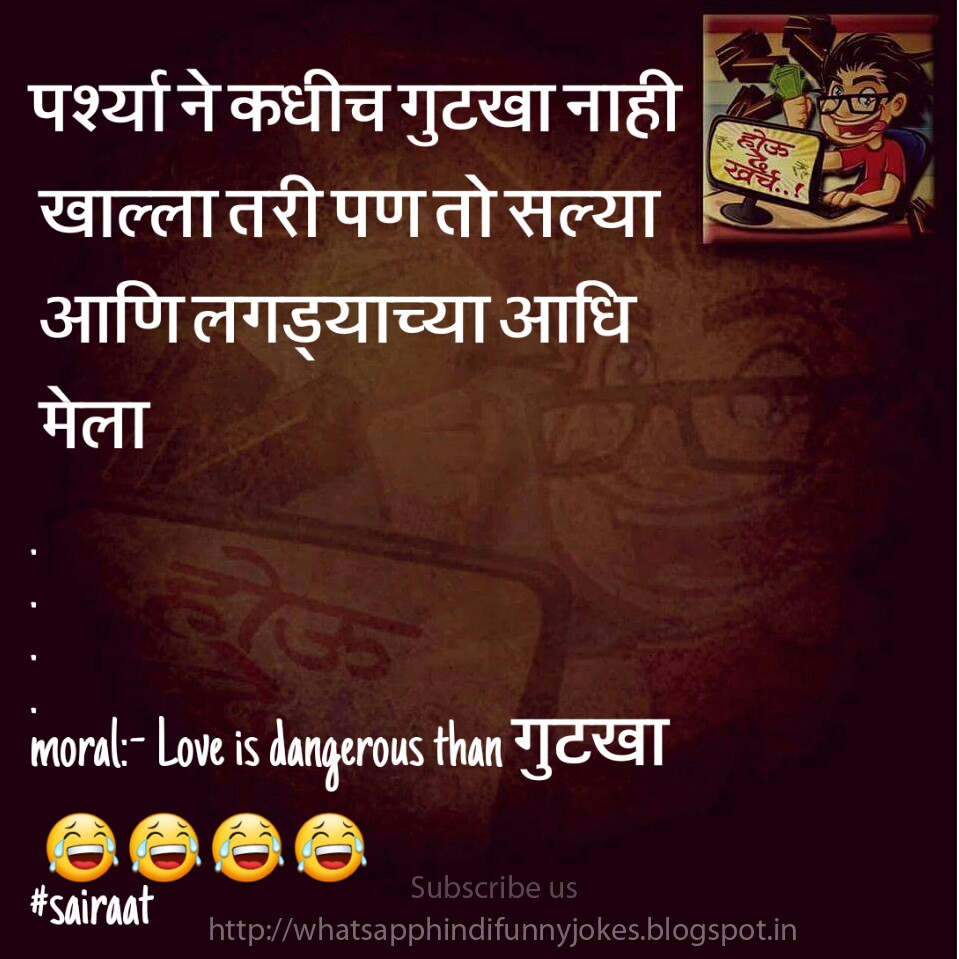 पर्श्या ने कधीच गुटखा नाही
खाल्ला तरी पण तो सल्या
आणि लगड्याच्या आधि
मेला
.
.
.
.
moral:- Love is dangerous than गुटखा
😂😂😂😂
#sairaat
होऊ
दे
खर्च..!
होऊ
Subscribe us
http://whatsapphindifunnyjokes.blogspot.in